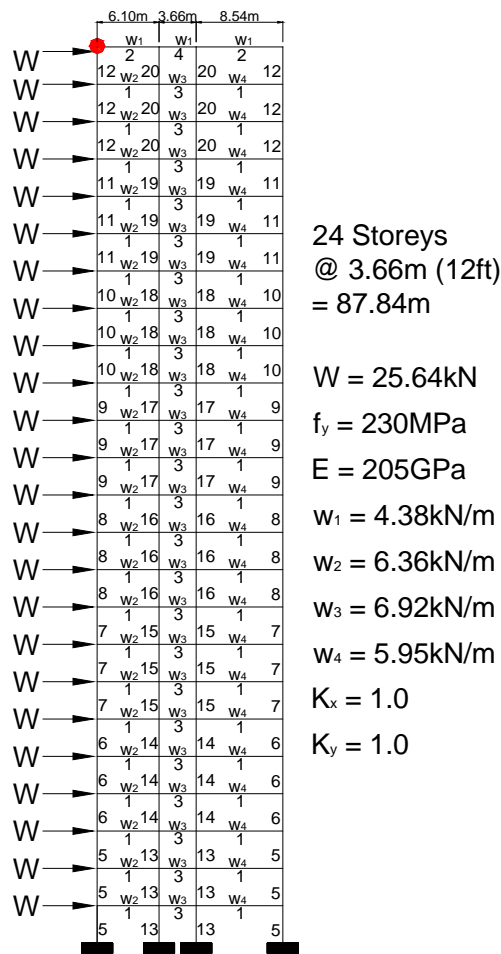 6.10m 3.66m 8.54m
w₁ w₁ w₁
W 2 4 2
12 w₂ 20 w₃ 20 w₄ 12
W 1 3 1
12 w₂ 20 w₃ 20 w₄ 12
W 1 3 1
12 w₂ 20 w₃ 20 w₄ 12
W 1 3 1
11 w₂ 19 w₃ 19 w₄ 11
W 1 3 1
11 w₂ 19 w₃ 19 w₄ 11
W 1 3 1
11 w₂ 19 w₃ 19 w₄ 11
W 1 3 1
10 w₂ 18 w₃ 18 w₄ 10
W 1 3 1
10 w₂ 18 w₃ 18 w₄ 10
W 1 3 1
10 w₂ 18 w₃ 18 w₄ 10
W 1 3 1
9 w₂ 17 w₃ 17 w₄ 9
W 1 3 1
9 w₂ 17 w₃ 17 w₄ 9
W 1 3 1
9 w₂ 17 w₃ 17 w₄ 9
W 1 3 1
8 w₂ 16 w₃ 16 w₄ 8
W 1 3 1
8 w₂ 16 w₃ 16 w₄ 8
W 1 3 1
8 w₂ 16 w₃ 16 w₄ 8
W 1 3 1
7 w₂ 15 w₃ 15 w₄ 7
W 1 3 1
7 w₂ 15 w₃ 15 w₄ 7
W 1 3 1
7 w₂ 15 w₃ 15 w₄ 7
W 1 3 1
6 w₂ 14 w₃ 14 w₄ 6
W 1 3 1
6 w₂ 14 w₃ 14 w₄ 6
W 1 3 1
6 w₂ 14 w₃ 14 w₄ 6
W 1 3 1
5 w₂ 13 w₃ 13 w₄ 5
W 1 3 1
5 w₂ 13 w₃ 13 w₄ 5
W 1 3 1
5 13 13 5
24 Storeys
@ 3.66m (12ft)
= 87.84m
W = 25.64kN
fᵧ = 230MPa
E = 205GPa
w₁ = 4.38kN/m
w₂ = 6.36kN/m
w₃ = 6.92kN/m
w₄ = 5.95kN/m
Kₓ = 1.0
Kᵧ = 1.0